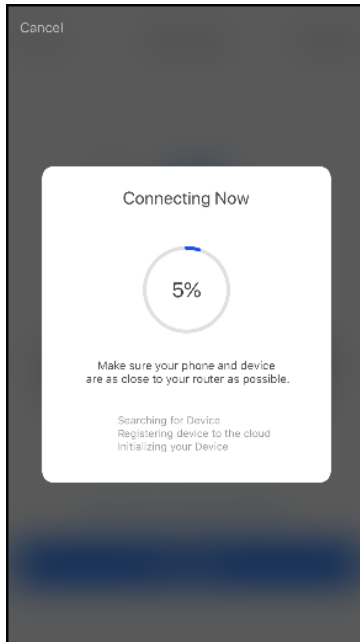 Cancel
Connecting Now
5%
Make sure your phone and device
are as close to your router as possible.
Searching for Device
Registering device to the cloud
Initializing your Device